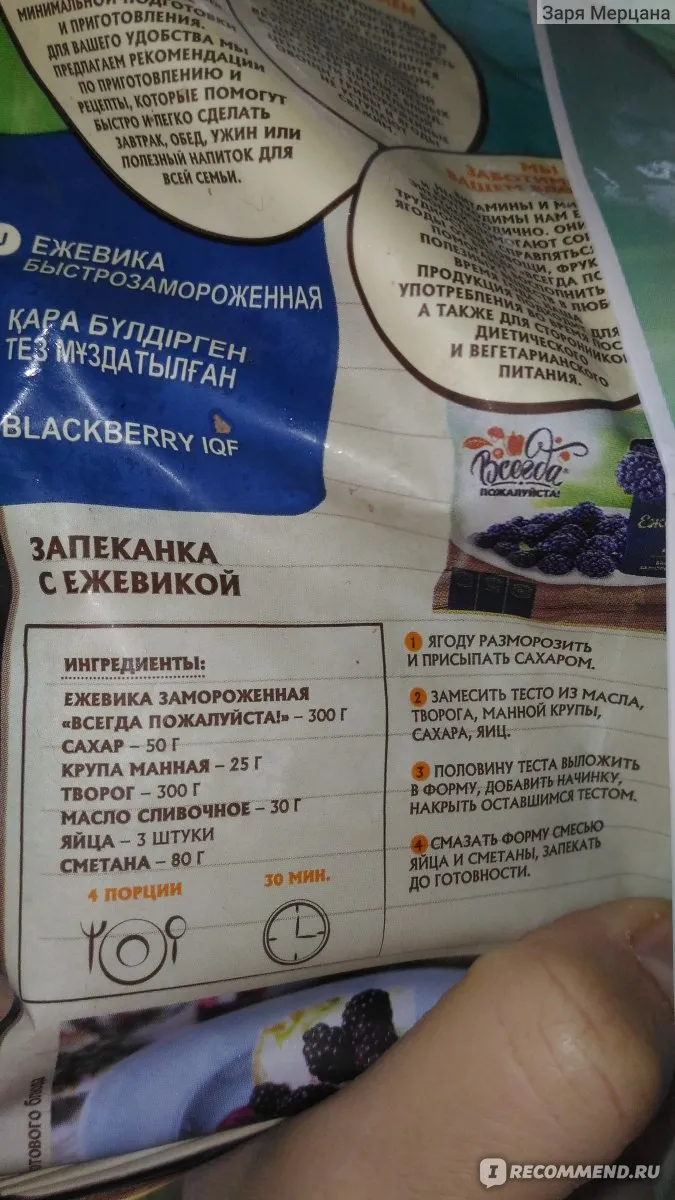 Заря Мерцана
МИНИМАЛЬНОЙ ПОДГОТОВКИ
И ПРИГОТОВЛЕНИЯ.
ДЛЯ ВАШЕГО УДОБСТВА МЫ
ПРЕДЛАГАЕМ РЕКОМЕНДАЦИИ
ПО ПРИГОТОВЛЕНИЮ И
РЕЦЕПТЫ, КОТОРЫЕ ПОМОГУТ
БЫСТРО И ЛЕГКО СДЕЛАТЬ
ЗАВТРАК, ОБЕД, УЖИН ИЛИ
ПОЛЕЗНЫЙ НАПИТОК ДЛЯ
ВСЕЙ СЕМЬИ.
МЫ
ПРОДУКЦИЯ
УПОТРЕБЛЕНИЯ ВО ВРЕМЯ
А ТАКЖЕ ДЛЯ
ДИЕТИЧЕСКОГО
И ВЕГЕТАРИАНСКОГО
ПИТАНИЯ.
ЕЖЕВИКА
БЫСТРОЗАМОРОЖЕННАЯ
ҚАРА БҮЛДІРГЕН
ТЕЗ МҰЗДАТЫЛҒАН
BLACKBERRY IQF
Всегда
ПОЖАЛУЙСТА!
ЗАПЕКАНКА
С ЕЖЕВИКОЙ
ИНГРЕДИЕНТЫ:
ЕЖЕВИКА ЗАМОРОЖЕННАЯ
«ВСЕГДА ПОЖАЛУЙСТА!» – 300 Г
САХАР – 50 Г
КРУПА МАННАЯ – 25 Г
ТВОРОГ – 300 Г
МАСЛО СЛИВОЧНОЕ – 30 Г
ЯЙЦА – 3 ШТУКИ
СМЕТАНА – 80 Г
4 ПОРЦИИ
30 МИН.
1 ЯГОДУ РАЗМОРОЗИТЬ
И ПРИСЫПАТЬ САХАРОМ.
2 ЗАМЕСИТЬ ТЕСТО ИЗ МАСЛА,
ТВОРОГА, МАННОЙ КРУПЫ,
САХАРА, ЯИЦ.
3 ПОЛОВИНУ ТЕСТА ВЫЛОЖИТЬ
В ФОРМУ, ДОБАВИТЬ НАЧИНКУ,
НАКРЫТЬ ОСТАВШИМСЯ ТЕСТОМ.
4 СМАЗАТЬ ФОРМУ СМЕСЬЮ
ЯЙЦА И СМЕТАНЫ, ЗАПЕКАТЬ
ДО ГОТОВНОСТИ.
блюда
IRECOMMEND.RU